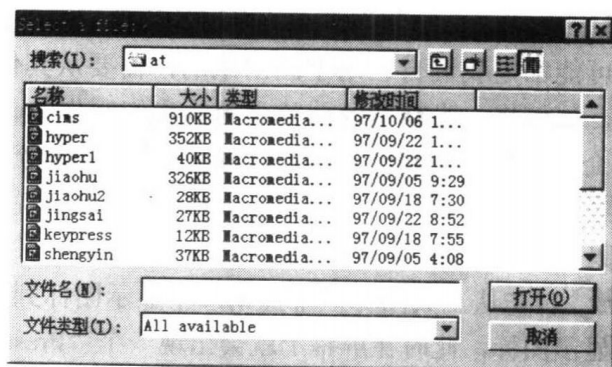 搜索(I): at
名称 大小 类型 修改时间
cims 910KB Macromedia... 97/10/06 1...
hyper 352KB Macromedia... 97/09/22 1...
hyper1 40KB Macromedia... 97/09/22 1...
jiaohu 326KB Macromedia... 97/09/05 9:29
jiaohu2 28KB Macromedia... 97/09/18 7:30
jingsai 27KB Macromedia... 97/09/22 8:52
keypress 12KB Macromedia... 97/09/18 7:55
shengyin 37KB Macromedia... 97/09/05 4:08
文件名(N): 打开(O)
文件类型(T): All available 取消